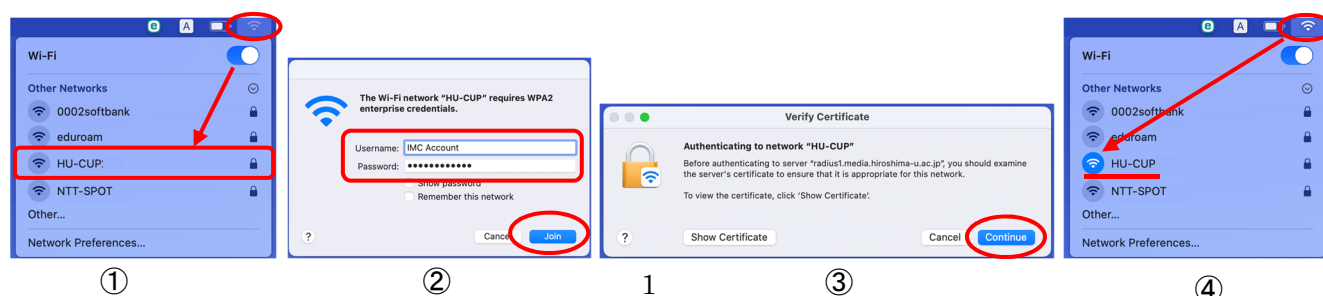 Wi-Fi
Other Networks
0002softbank
eduroam
HU-CUP
NTT-SPOT
Other...
Network Preferences...
①
The Wi-Fi network “HU-CUP” requires WPA2
enterprise credentials.
Username: IMC Account
Password: ••••••••••••
Show password
Remember this network
? Cancel Join
②
Verify Certificate
Authenticating to network “HU-CUP”
Before authenticating to server “radius1.media.hiroshima-u.ac.jp”, you should examine
the server’s certificate to ensure that it is appropriate for this network.
To view the certificate, click ‘Show Certificate’.
? Show Certificate Cancel Continue
1
③
e A
Wi-Fi
Other Networks
0002softbank
eduroam
HU-CUP
NTT-SPOT
Other...
Network Preferences...
④